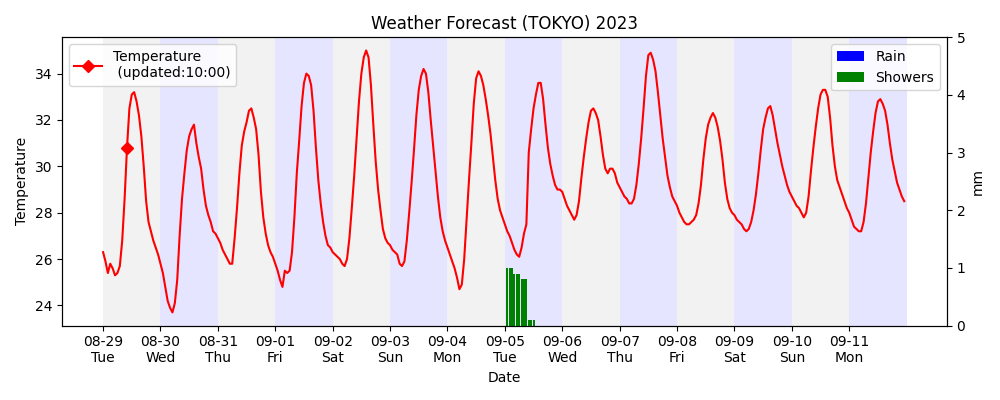 Weather Forecast (TOKYO) 2023
Temperature
(updated:10:00)
Rain
Showers
Temperature
34
32
30
28
26
24
5
4
3
2
1
0
mm
08-29 08-30 08-31 09-01 09-02 09-03 09-04 09-05 09-06 09-07 09-08 09-09 09-10 09-11
Tue Wed Thu Fri Sat Sun Mon Tue Wed Thu Fri Sat Sun Mon
Date